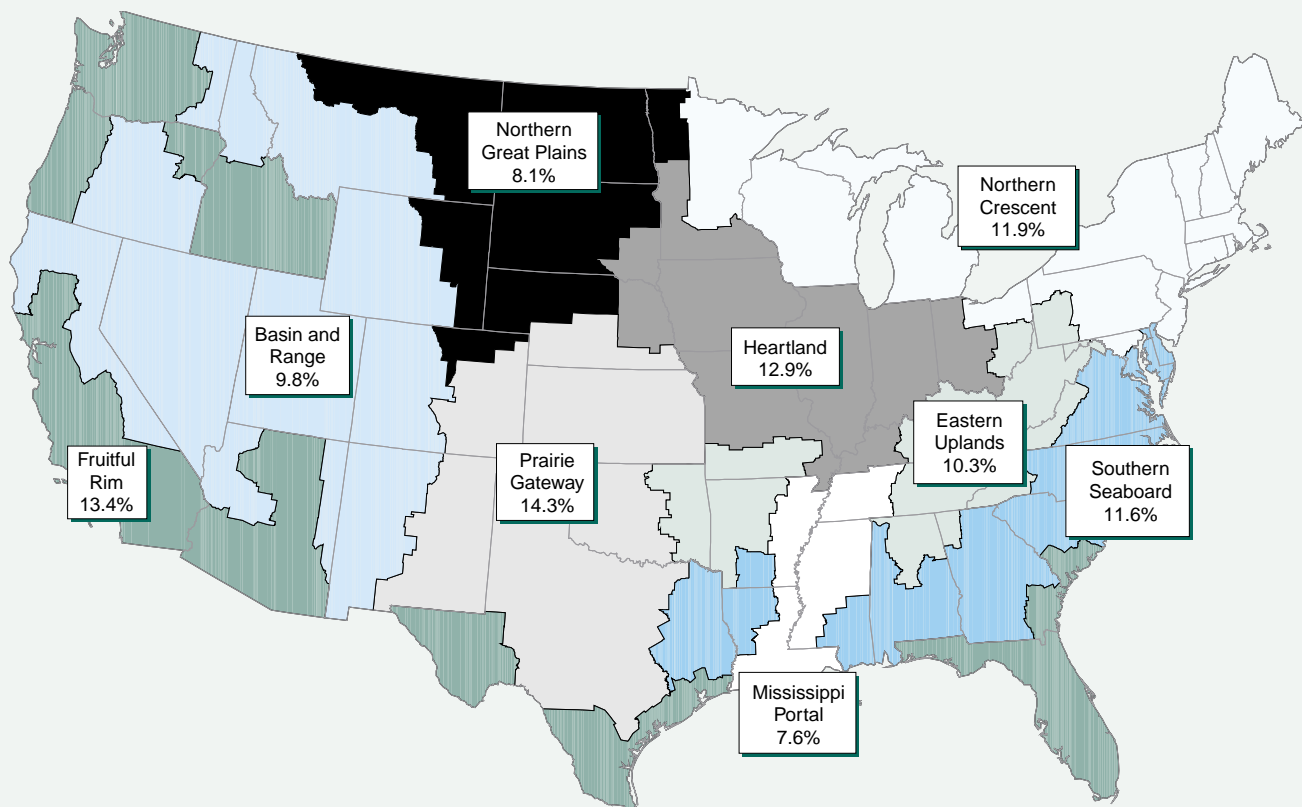 Northern
Great Plains
8.1%
Northern
Crescent
11.9%
Basin and
Range
9.8%
Heartland
12.9%
Eastern
Uplands
10.3%
Fruitful
Rim
13.4%
Prairie
Gateway
14.3%
Southern
Seaboard
11.6%
Mississippi
Portal
7.6%